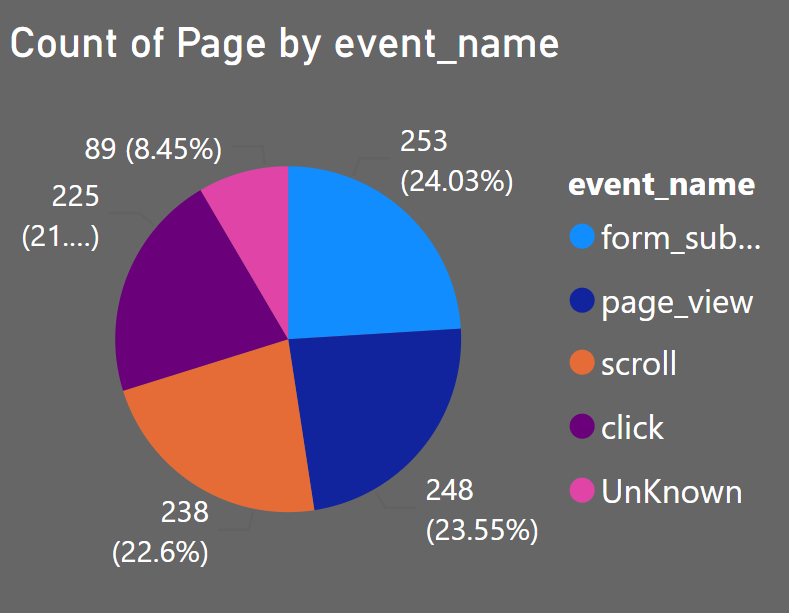 Count of Page by event_name
89 (8.45%)
253
(24.03%)
225
(21....)
event_name
form_sub...
page_view
scroll
click
UnKnown
248
(23.55%)
238
(22.6%)